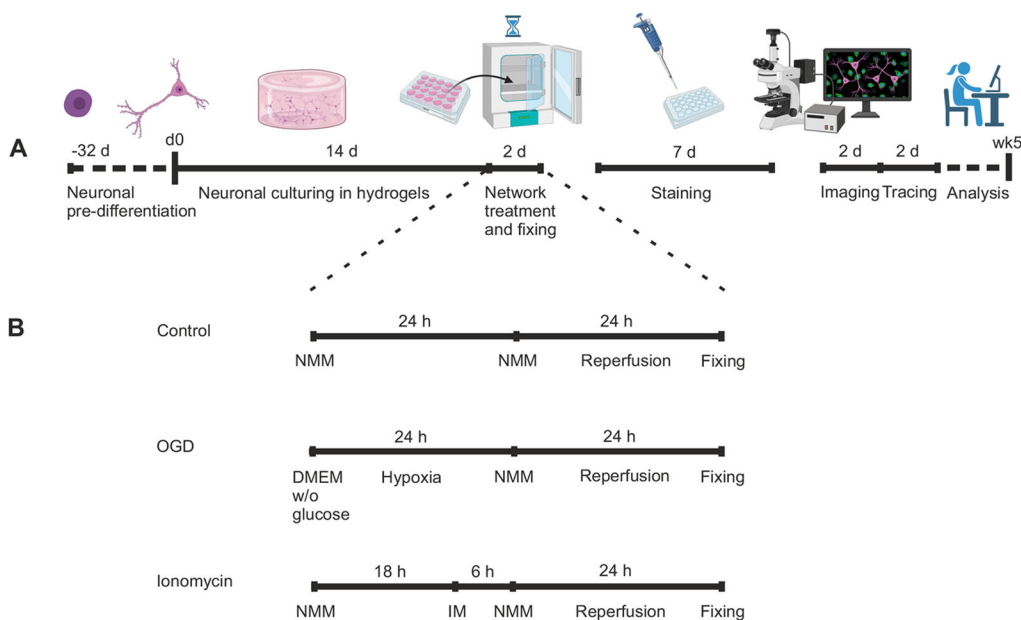 A
-32 d
d0
14 d
2 d
7 d
2 d
2 d
wk5
Neuronal
pre-differentiation
Neuronal culturing in hydrogels
Network
treatment
and fixing
Staining
Imaging
Tracing
Analysis
B
Control
24 h
24 h
NMM
NMM
Reperfusion
Fixing
OGD
24 h
24 h
DMEM
w/o
glucose
Hypoxia
NMM
Reperfusion
Fixing
Ionomycin
18 h
6 h
24 h
NMM
IM
NMM
Reperfusion
Fixing